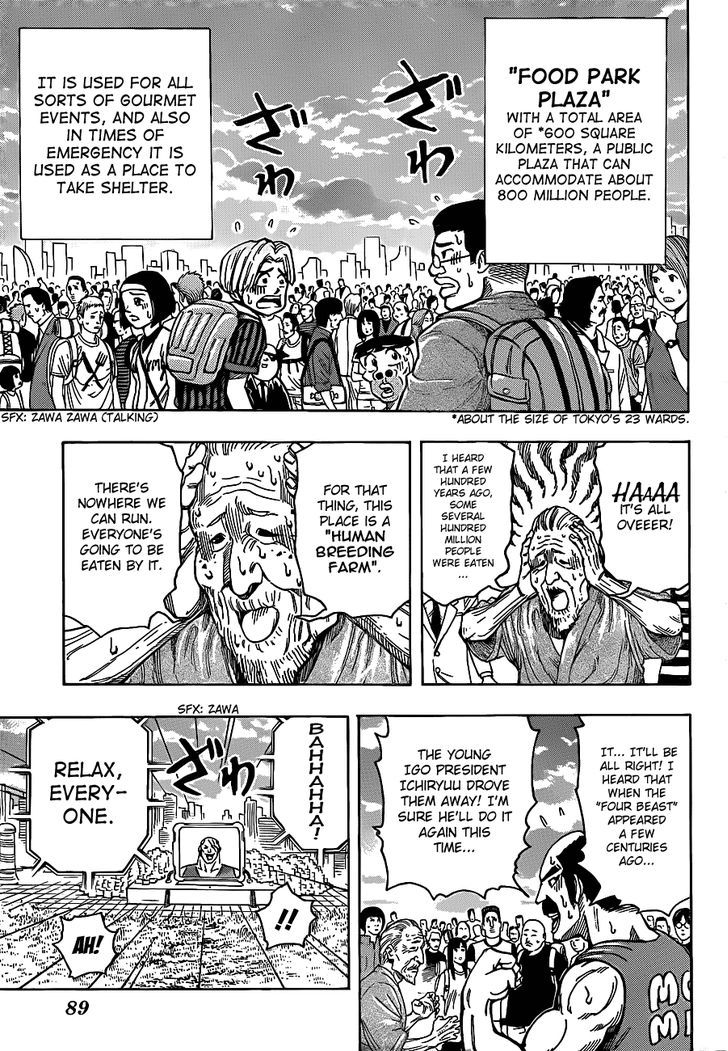 "FOOD PARK
PLAZA"
WITH A TOTAL AREA
OF *600 SQUARE
KILOMETERS, A PUBLIC
PLAZA THAT CAN
ACCOMMODATE ABOUT
800 MILLION PEOPLE.
IT IS USED FOR ALL
SORTS OF GOURMET
EVENTS, AND ALSO
IN TIMES OF
EMERGENCY IT IS
USED AS A PLACE TO
TAKE SHELTER.
ざわ
ざわ
SFX: ZAWA ZAWA (TALKING)
*ABOUT THE SIZE OF TOKYO'S 23 WARDS.
HAAAA
IT'S ALL
OVEEER!
I HEARD
THAT A FEW
HUNDRED
YEARS AGO,
SOME
SEVERAL
HUNDRED
MILLION
PEOPLE
WERE EATEN
...
FOR THAT
THING, THIS
PLACE IS A
"HUMAN
BREEDING
FARM".
THERE'S
NOWHERE WE
CAN RUN.
EVERYONE'S
GOING TO BE
EATEN BY IT.
IT... IT'LL BE
ALL RIGHT! I
HEARD THAT
WHEN THE
"FOUR BEAST"
APPEARED
A FEW
CENTURIES
AGO...
THE YOUNG
IGO PRESIDENT
ICHIRYUU DROVE
THEM AWAY! I'M
SURE HE'LL DO IT
AGAIN THIS
TIME...
SFX: ZAWA
ざわ
BAHHAHHA!
RELAX,
EVERY-
ONE.
!!
AH!
89